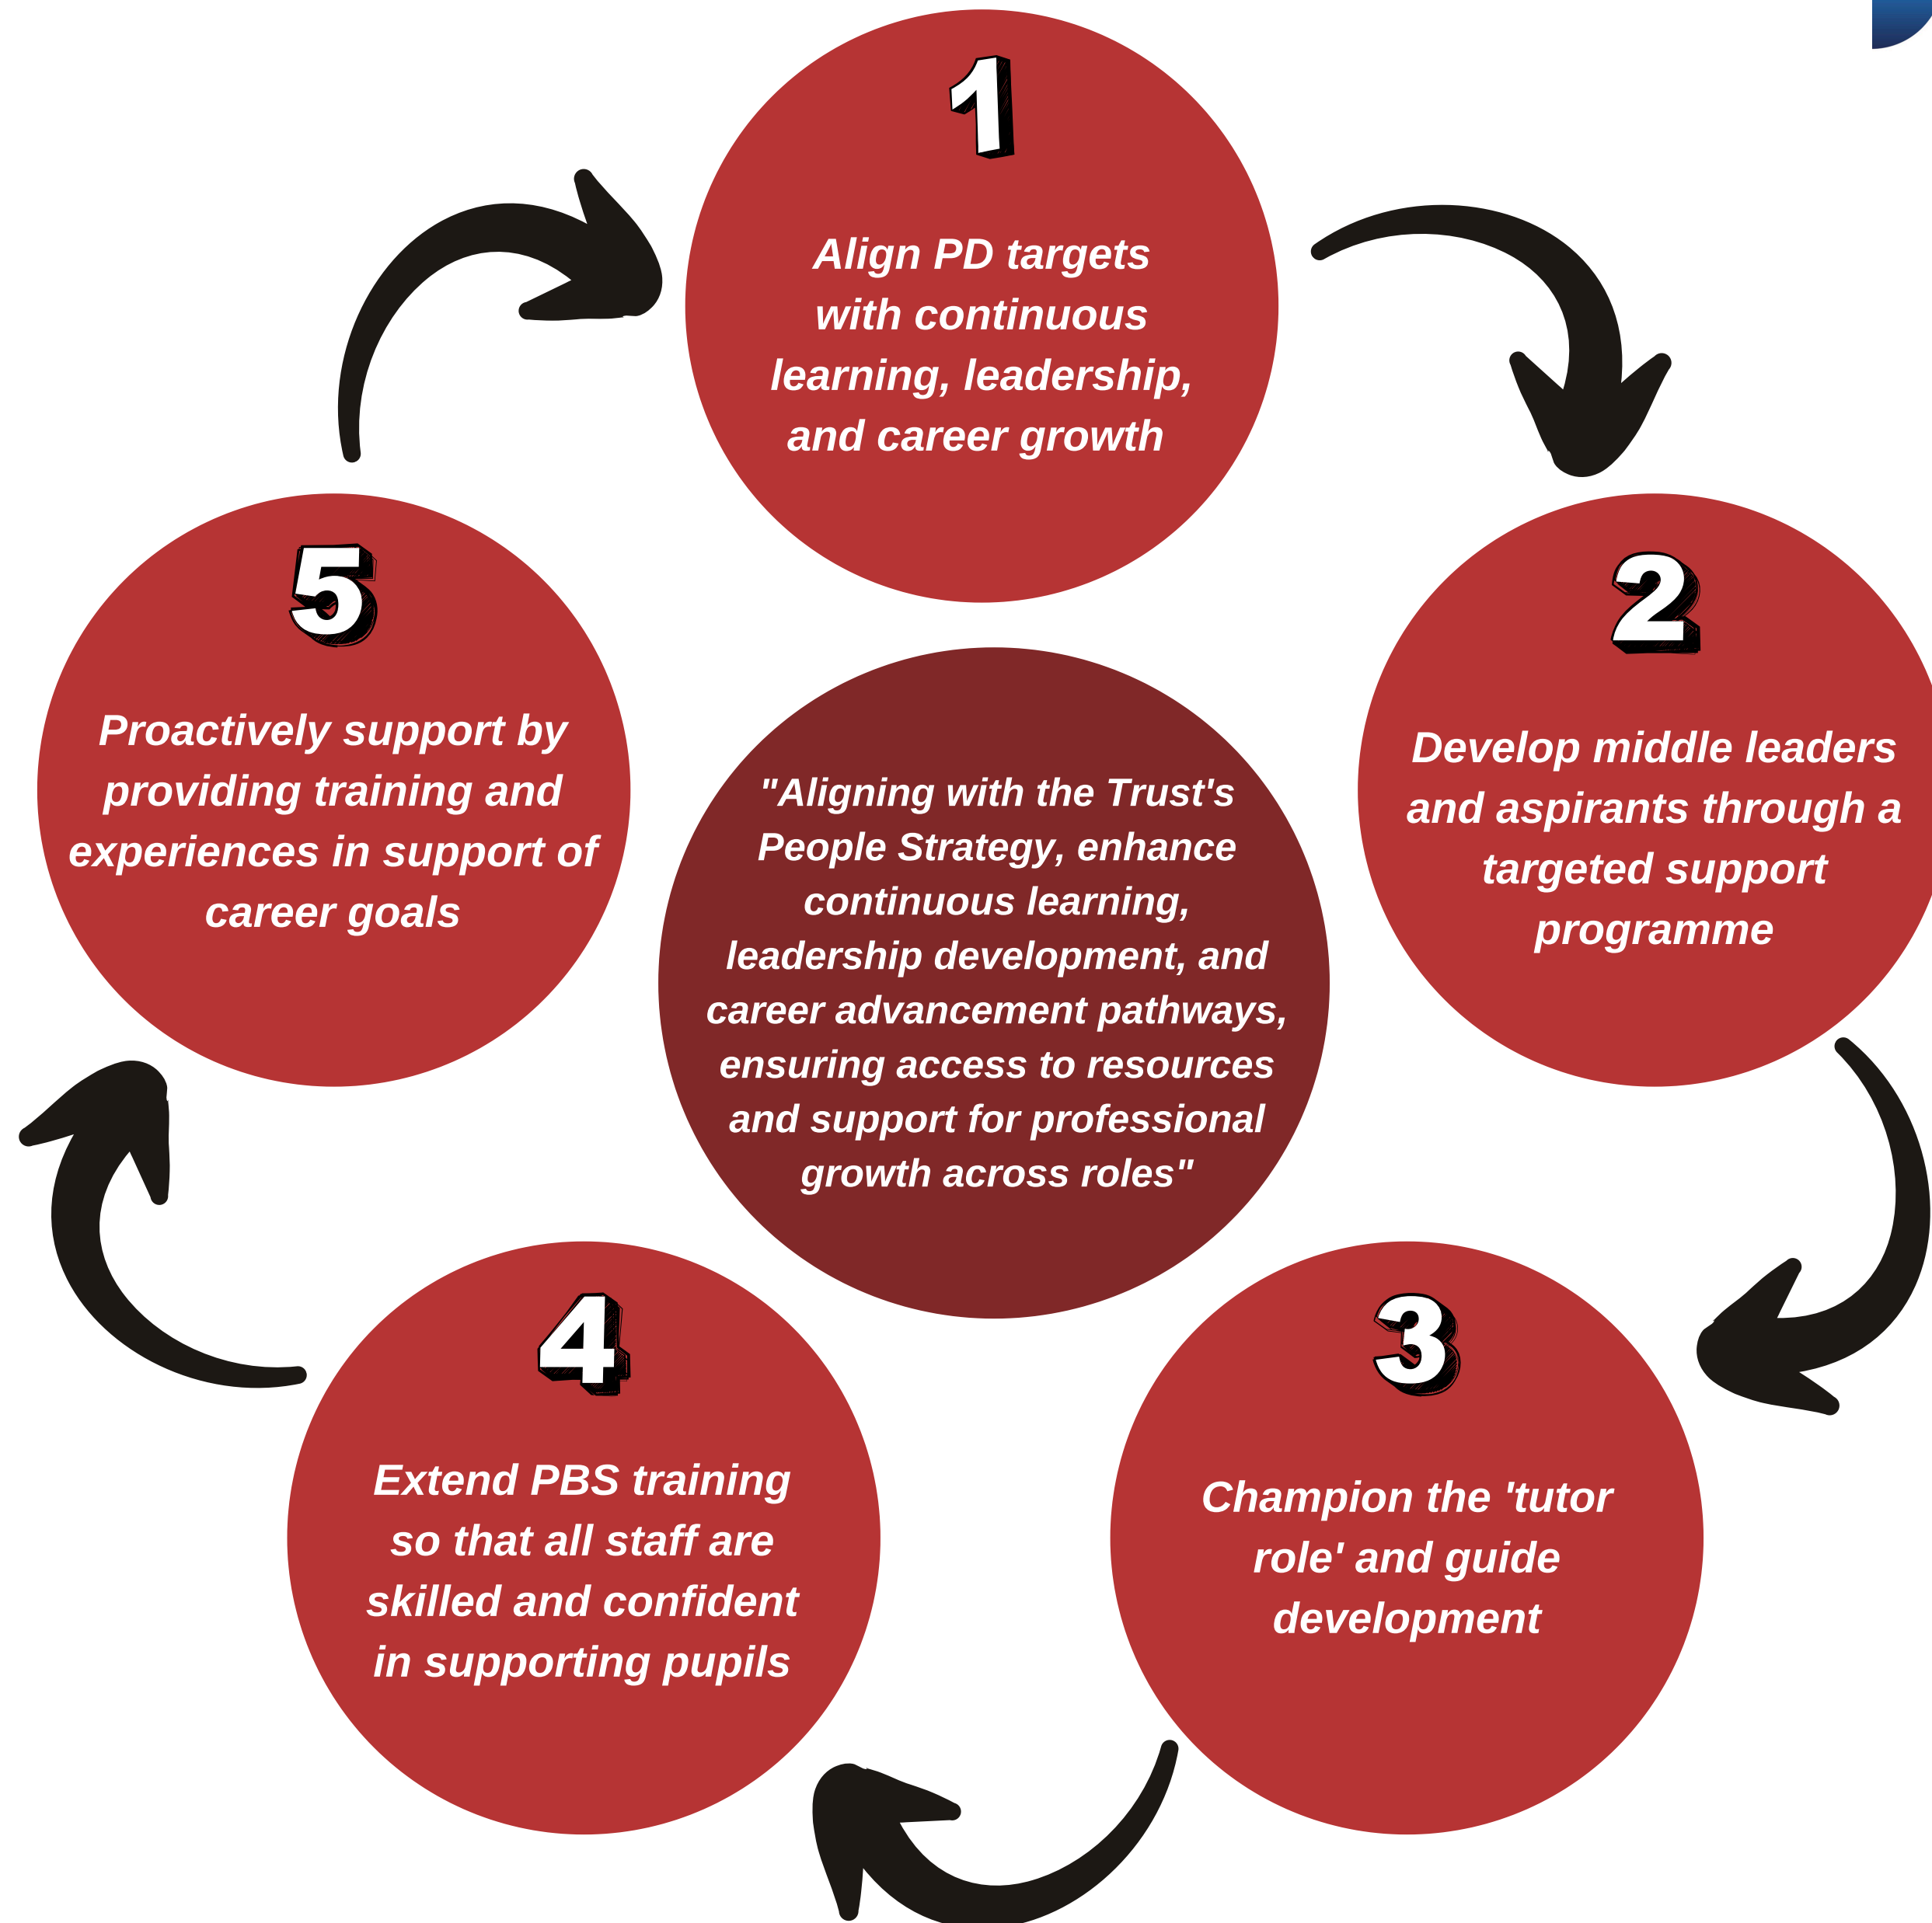 1
Align PD targets
with continuous
learning, leadership,
and career growth
2
Develop middle leaders
and aspirants through a
targeted support
programme
3
Champion the 'tutor
role' and guide
development
4
Extend PBS training
so that all staff are
skilled and confident
in supporting pupils
5
Proactively support by
providing training and
experiences in support of
career goals
"Aligning with the Trust's
People Strategy, enhance
continuous learning,
leadership development, and
career advancement pathways,
ensuring access to resources
and support for professional
growth across roles"